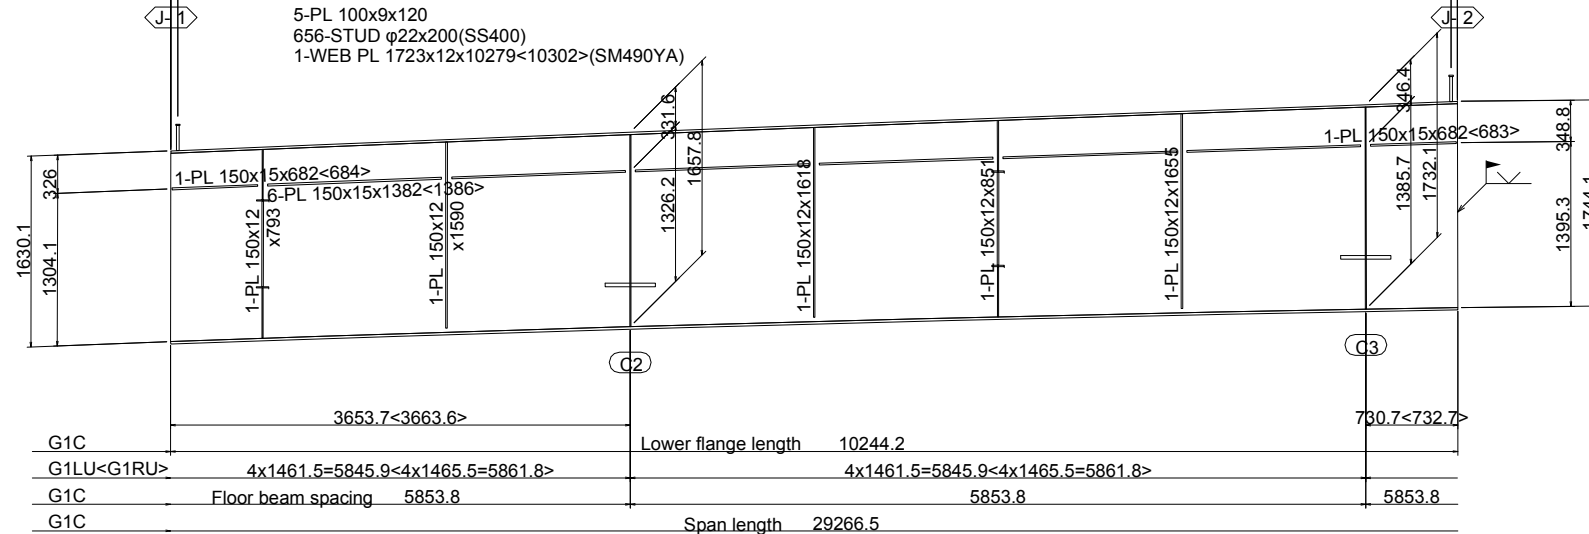 J- 1
5-PL 100x9x120
656-STUD φ22x200(SS400)
1-WEB PL 1723x12x10279<10302>(SM490YA)
J- 2
331.6
1657.8
1326.2
346.4
1385.7
1732.1
1-PL 150x15x682<683>
348.8
1395.3
326
1304.1
1630.1
1-PL 150x15x682<684>
6-PL 150x15x1382<1386>
1-PL 150x12
x793
1-PL 150x12
x1590
1-PL 150x12x1618
1-PL 150x12x851
1-PL 150x12x1655
C2
C3
3653.7<3663.6>
730.7<732.7>
G1C
Lower flange length 10244.2
G1LU<G1RU>
4x1461.5=5845.9<4x1465.5=5861.8>
4x1461.5=5845.9<4x1465.5=5861.8>
G1C
Floor beam spacing 5853.8
5853.8
5853.8
G1C
Span length 29266.5